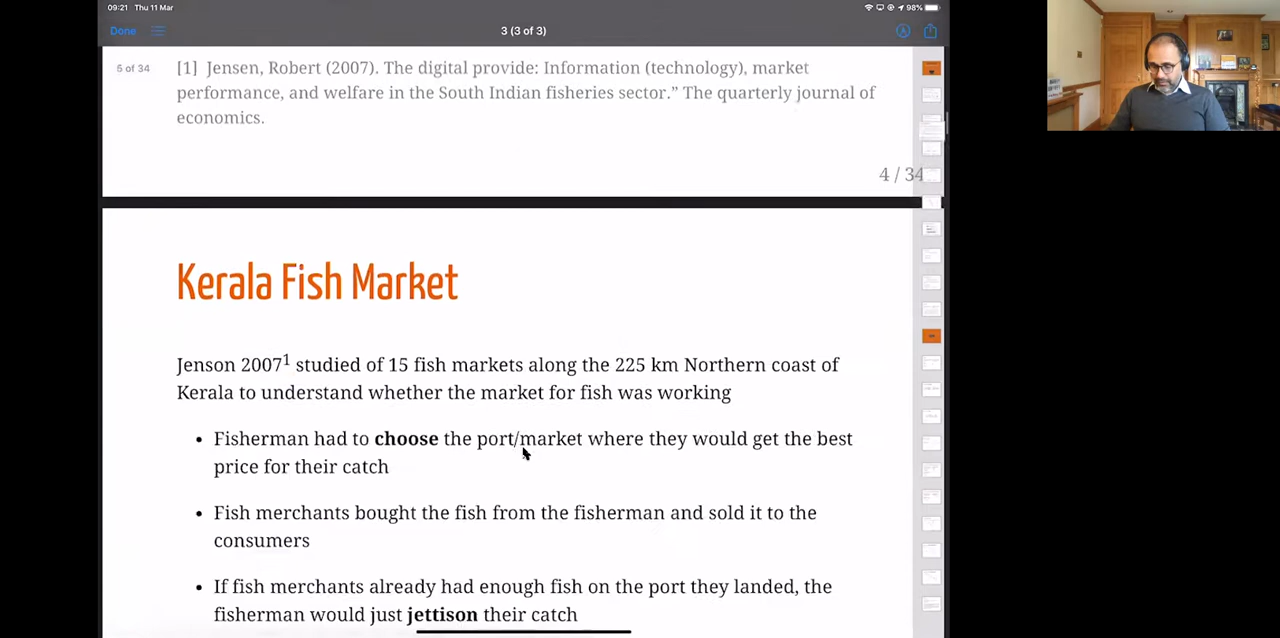 09:21 Thu 11 Mar
98%
Done
3 (3 of 3)
5 of 34
[1] Jensen, Robert (2007). The digital provide: Information (technology), market
performance, and welfare in the South Indian fisheries sector.” The quarterly journal of
economics.
4 / 34
Kerala Fish Market
Jenson 2007¹ studied of 15 fish markets along the 225 km Northern coast of
Kerala to understand whether the market for fish was working
• Fisherman had to choose the port/market where they would get the best
price for their catch
• Fish merchants bought the fish from the fisherman and sold it to the
consumers
• If fish merchants already had enough fish on the port they landed, the
fisherman would just jettison their catch